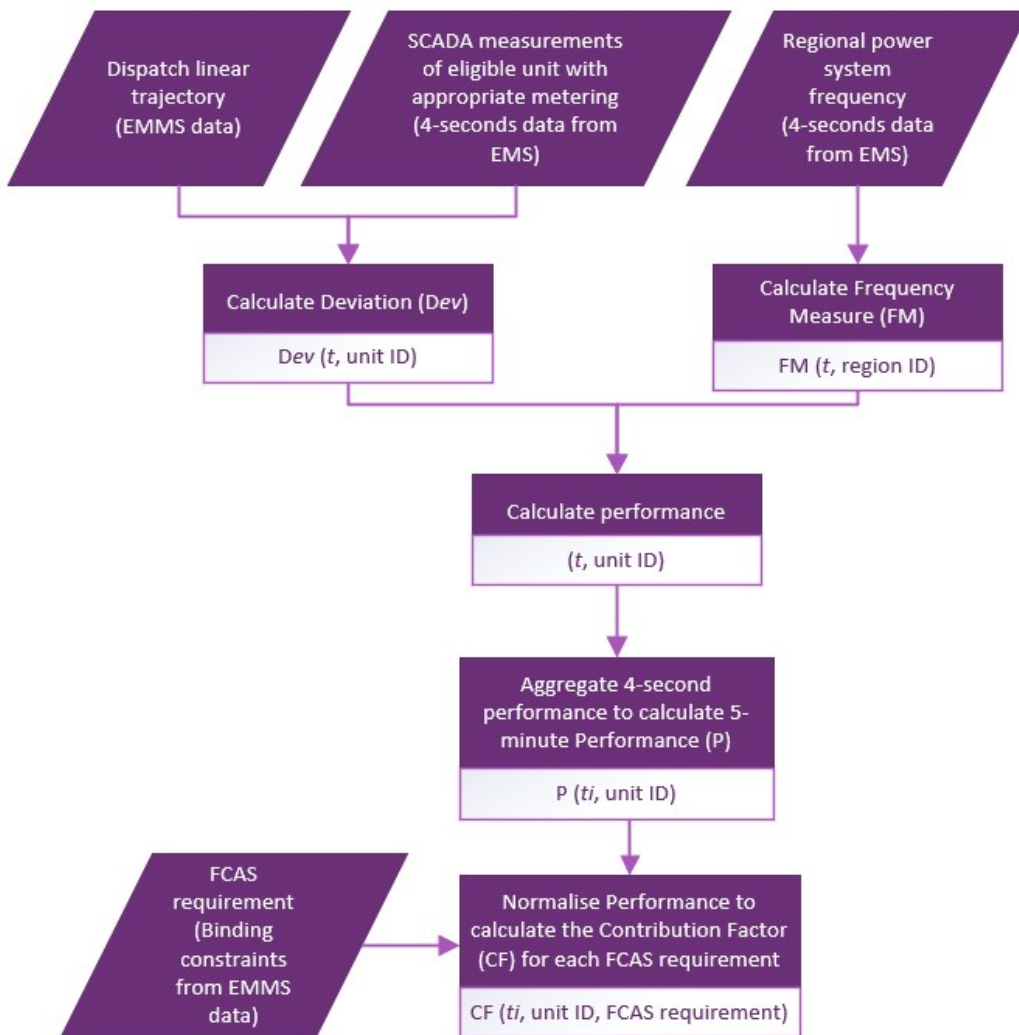 Dispatch linear
trajectory
(EMMS data)
SCADA measurements
of eligible unit with
appropriate metering
(4-seconds data from
EMS)
Regional power
system
frequency
(4-seconds data
from EMS)
Calculate Deviation (Dev)
Dev (t, unit ID)
Calculate Frequency
Measure (FM)
FM (t, region ID)
Calculate performance
(t, unit ID)
Aggregate 4-second
performance to calculate 5-
minute Performance (P)
P (ti, unit ID)
FCAS
requirement
(Binding
constraints
from EMMS
data)
Normalise Performance to
calculate the Contribution Factor
(CF) for each FCAS requirement
CF (ti, unit ID, FCAS requirement)